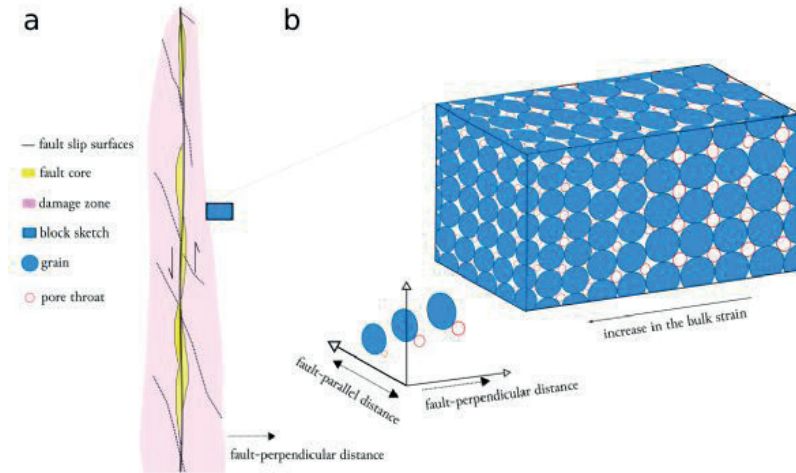 a
b
fault slip surfaces
fault core
damage zone
block sketch
grain
pore throat
increase in the bulk strain
fault-parallel distance
fault-perpendicular distance
fault-perpendicular distance